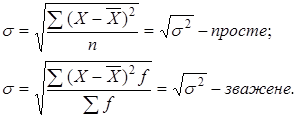 σ = √(∑(X − X̅)² / n) = √σ² − просте;
σ = √(∑(X − X̅)² f / ∑ f) = √σ² − зважене.